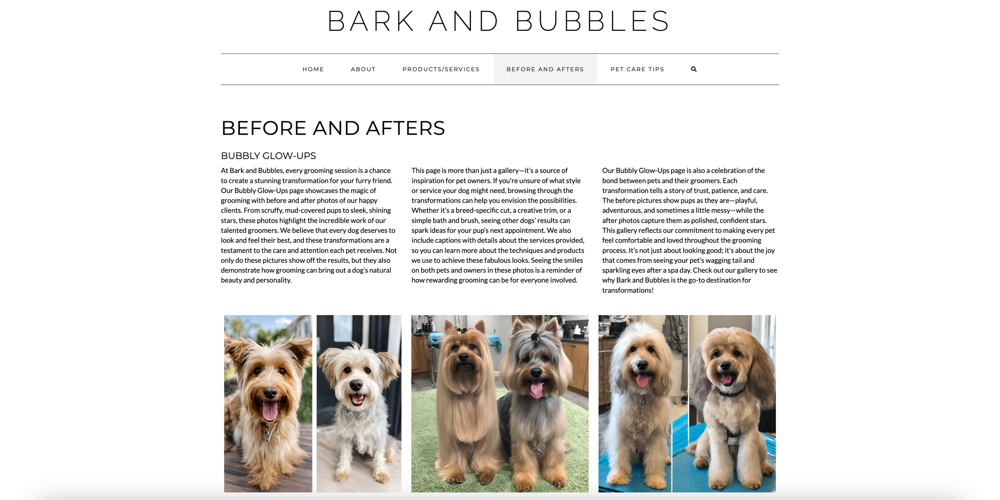 BARK AND BUBBLES
HOME ABOUT PRODUCTS/SERVICES BEFORE AND AFTERS PET CARE TIPS
BEFORE AND AFTERS
BUBBLY GLOW-UPS
At Bark and Bubbles, every grooming session is a chance
to create a stunning transformation for your furry friend.
Our Bubbly Glow-Ups page showcases the magic of
grooming with before and after photos of our happy
clients. From scruffy, mud-covered pups to sleek, shining
stars, these photos highlight the incredible work of our
talented groomers. We believe that every dog deserves to
look and feel their best, and these transformations are a
testament to the care and attention each pet receives. Not
only do these pictures show off the results, but they also
demonstrate how grooming can bring out a dog’s natural
beauty and personality.
This page is more than just a gallery—it’s a source of
inspiration for pet owners. If you’re unsure of what style
or service your dog might need, browsing through the
transformations can help you envision the possibilities.
Whether it’s a breed-specific cut, a creative trim, or a
simple bath and brush, seeing other dogs’ results can
spark ideas for your pup’s next appointment. We also
include captions with details about the services provided,
so you can learn more about the techniques and products
we use to achieve these fabulous looks. Seeing the smiles
on both pets and owners in these photos is a reminder of
how rewarding grooming can be for everyone involved.
Our Bubbly Glow-Ups page is also a celebration of the
bond between pets and their groomers. Each
transformation tells a story of trust, patience, and care.
The before pictures show pups as they are—playful,
adventurous, and sometimes a little messy—while the
after photos capture them as polished, confident stars.
This gallery reflects our commitment to making every pet
feel comfortable and loved throughout the grooming
process. It’s not just about looking good; it’s about the joy
that comes from seeing your pet’s wagging tail and
sparkling eyes after a spa day. Check out our gallery to see
why Bark and Bubbles is the go-to destination for
transformations!